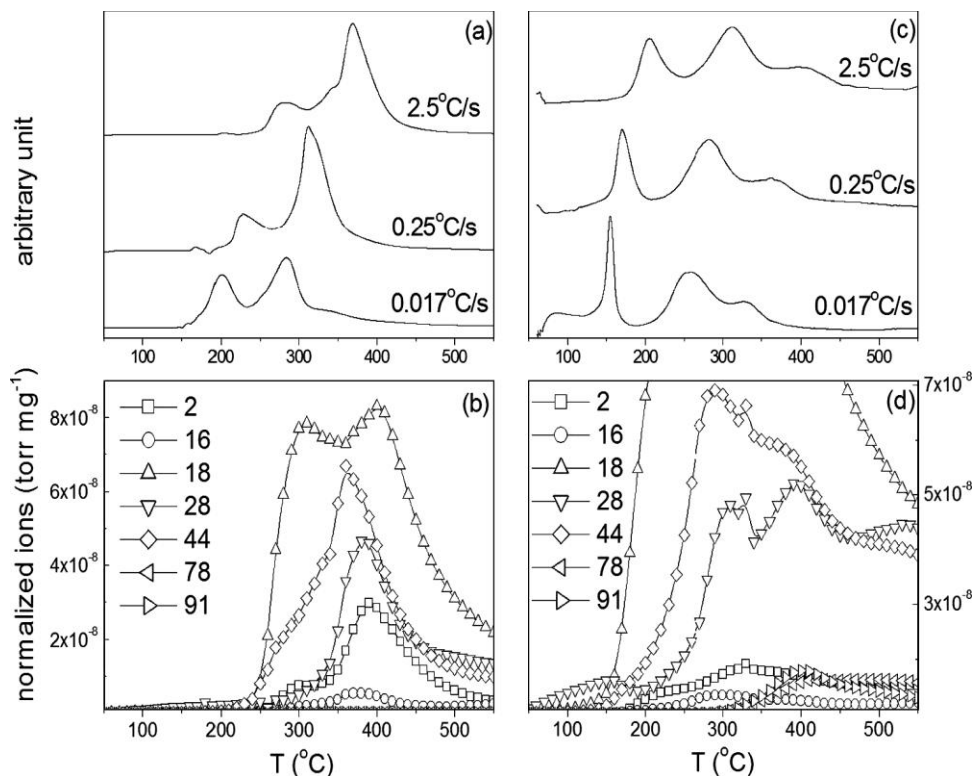 (a)
2.5°C/s
0.25°C/s
0.017°C/s
arbitrary unit
100 200 300 400 500
(c)
2.5°C/s
0.25°C/s
0.017°C/s
100 200 300 400 500
(b)
2
16
18
28
44
78
91
8x10⁻⁸
6x10⁻⁸
4x10⁻⁸
2x10⁻⁸
normalized ions (torr mg⁻¹)
100 200 300 400 500
T (°C)
(d)
2
16
18
28
44
78
91
7x10⁻⁸
5x10⁻⁸
3x10⁻⁸
100 200 300 400 500
T (°C)